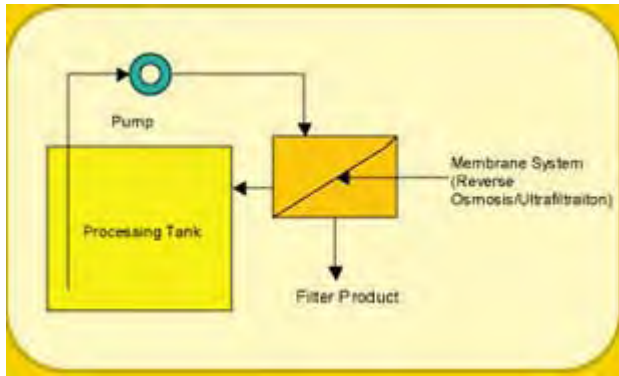 Pump
Membrane System
(Reverse
Osmosis/Ultrafiltraiton)
Processing Tank
Filter Product